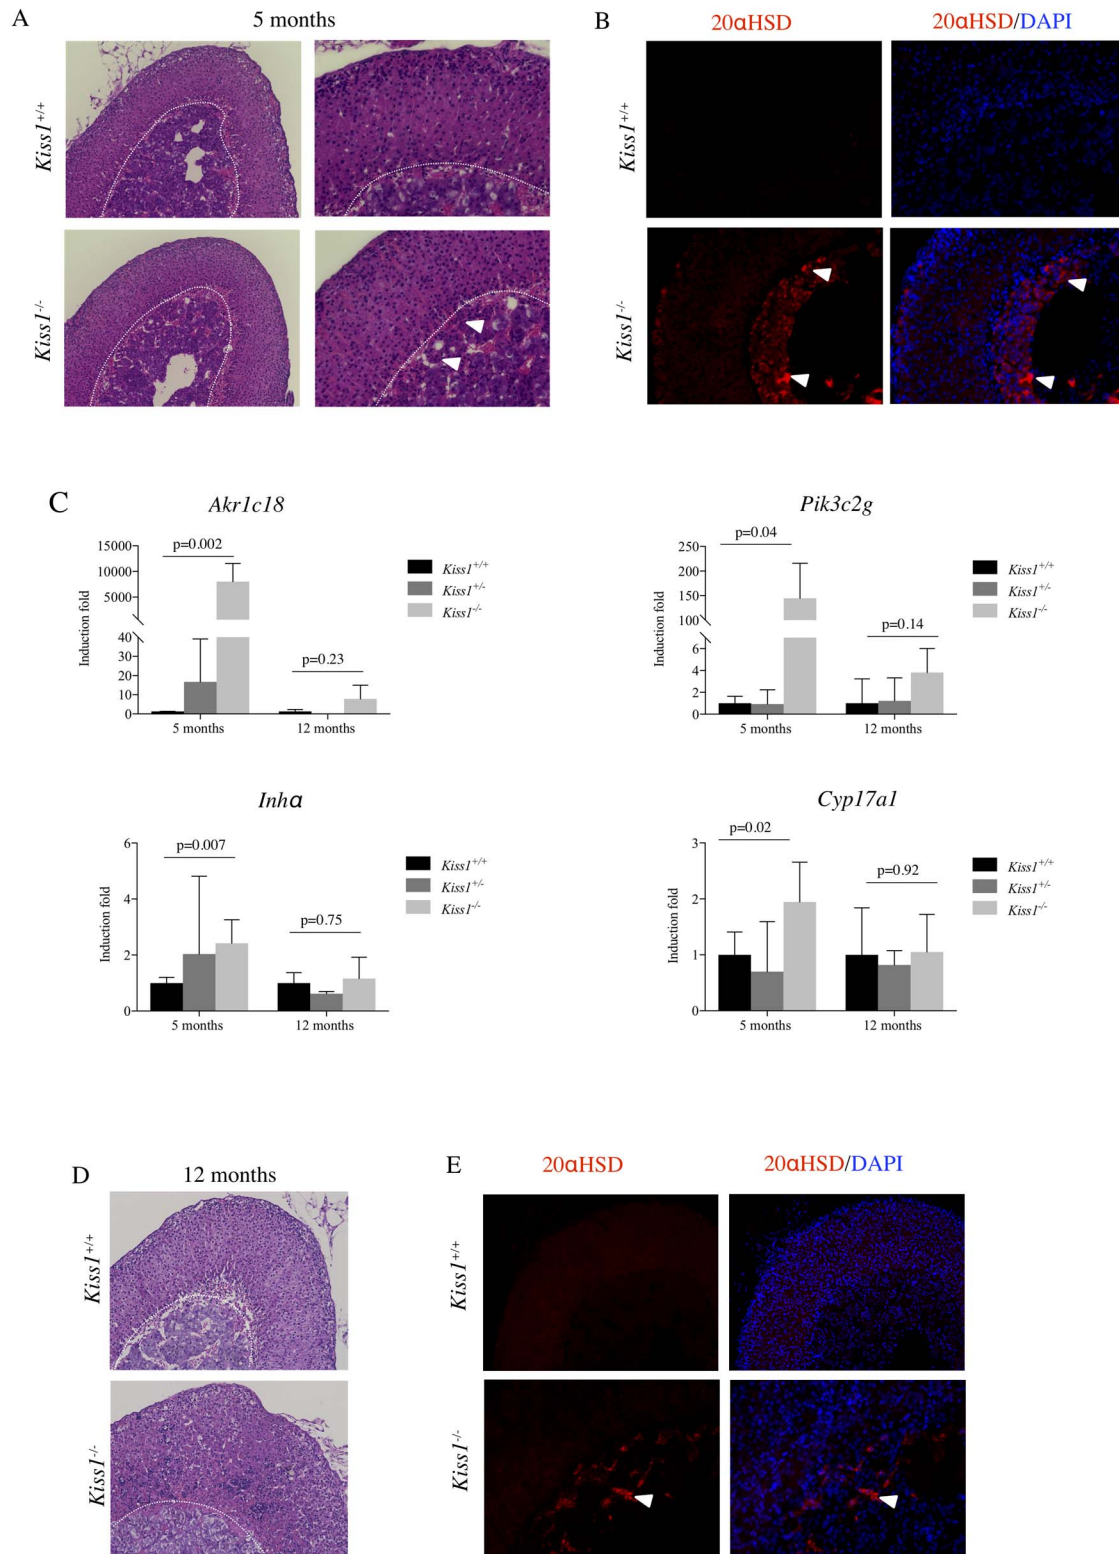 A
5 months
Kiss1+/+
Kiss1-/-
B
20αHSD
20αHSD/DAPI
Kiss1+/+
Kiss1-/-
C
Akr1c18
Induction fold
15000
10000
5000
40
30
20
10
0
p=0.002
p=0.23
5 months
12 months
Kiss1+/+
Kiss1+/-
Kiss1-/-
Pik3c2g
Induction fold
250
200
150
100
6
4
2
0
p=0.04
p=0.14
5 months
12 months
Kiss1+/+
Kiss1+/-
Kiss1-/-
Inhα
Induction fold
6
4
2
0
p=0.007
p=0.75
5 months
12 months
Kiss1+/+
Kiss1+/-
Kiss1-/-
Cyp17a1
Induction fold
3
2
1
0
p=0.02
p=0.92
5 months
12 months
Kiss1+/+
Kiss1+/-
Kiss1-/-
D
12 months
Kiss1+/+
Kiss1-/-
E
20αHSD
20αHSD/DAPI
Kiss1+/+
Kiss1-/-